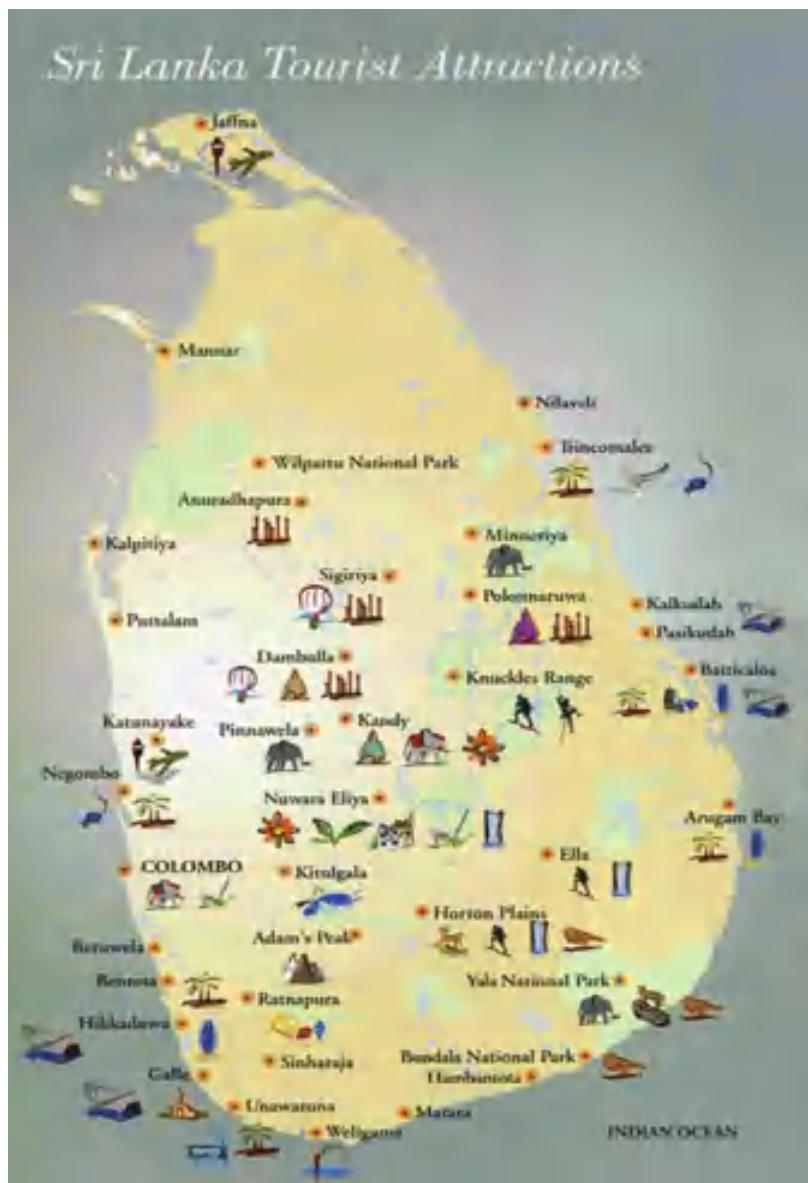 Sri Lanka Tourist Attractions
Jaffna
Mannar
Nilaveli
Trincomalee
Wilpattu National Park
Anuradhapura
Minneriya
Kalpitiya
Sigiriya
Polonnaruwa
Kalkudah
Puttalam
Pasikudah
Dambulla
Batticaloa
Knuckles Range
Katunayake
Kandy
Pinnawela
Negombo
Nuwara Eliya
Arugam Bay
Ella
COLOMBO
Kitulgala
Horton Plains
Adam's Peak
Beruwela
Bentota
Yala National Park
Ratnapura
Hikkaduwa
Sinharaja
Bundala National Park
Galle
Hambantota
Unawatuna
Matara
Weligama
INDIAN OCEAN